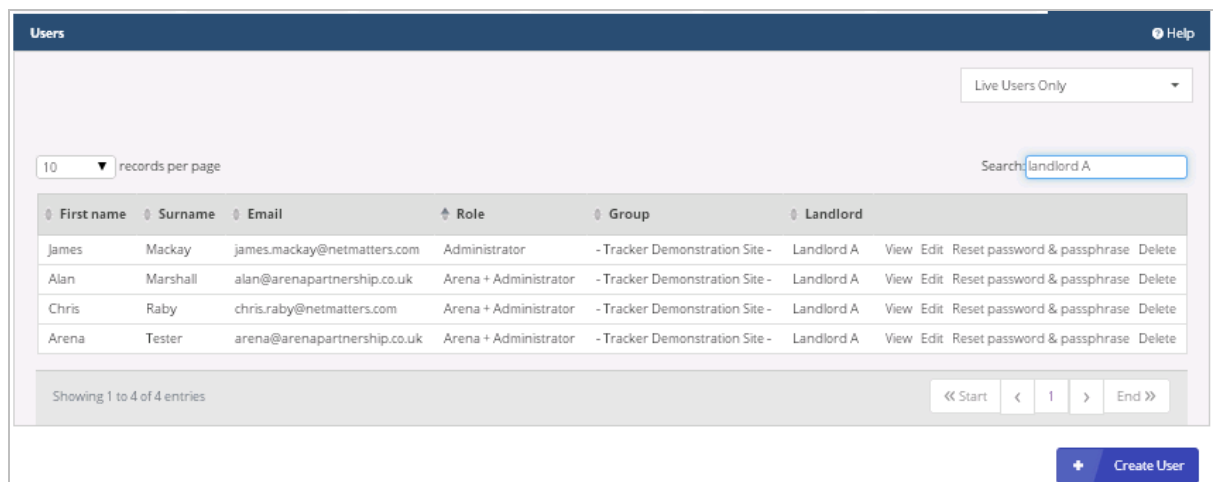 Users Help
Live Users Only
10 records per page Search: landlord A
First name Surname Email Role Group Landlord
James Mackay james.mackay@netmatters.com Administrator - Tracker Demonstration Site - Landlord A View Edit Reset password & passphrase Delete
Alan Marshall alan@arenapartnership.co.uk Arena + Administrator - Tracker Demonstration Site - Landlord A View Edit Reset password & passphrase Delete
Chris Raby chris.raby@netmatters.com Arena + Administrator - Tracker Demonstration Site - Landlord A View Edit Reset password & passphrase Delete
Arena Tester arena@arenapartnership.co.uk Arena + Administrator - Tracker Demonstration Site - Landlord A View Edit Reset password & passphrase Delete
Showing 1 to 4 of 4 entries « Start ‹ 1 › End »
+ Create User